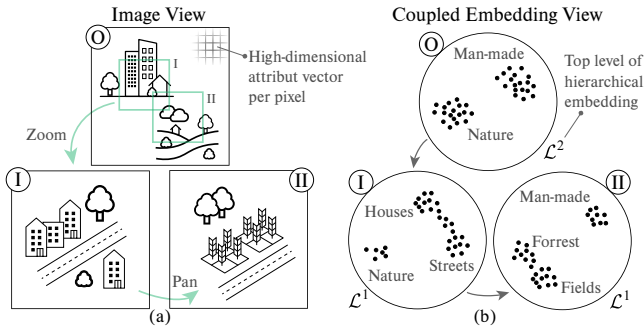 Image View
O
I
II
High-dimensional
attribut vector
per pixel
Zoom
I
II
Pan
(a)
Coupled Embedding View
O
Man-made
Nature
Top level of
hierarchical
embedding
ℒ²
I
Houses
Nature
Streets
ℒ¹
II
Man-made
Forrest
Fields
ℒ¹
(b)